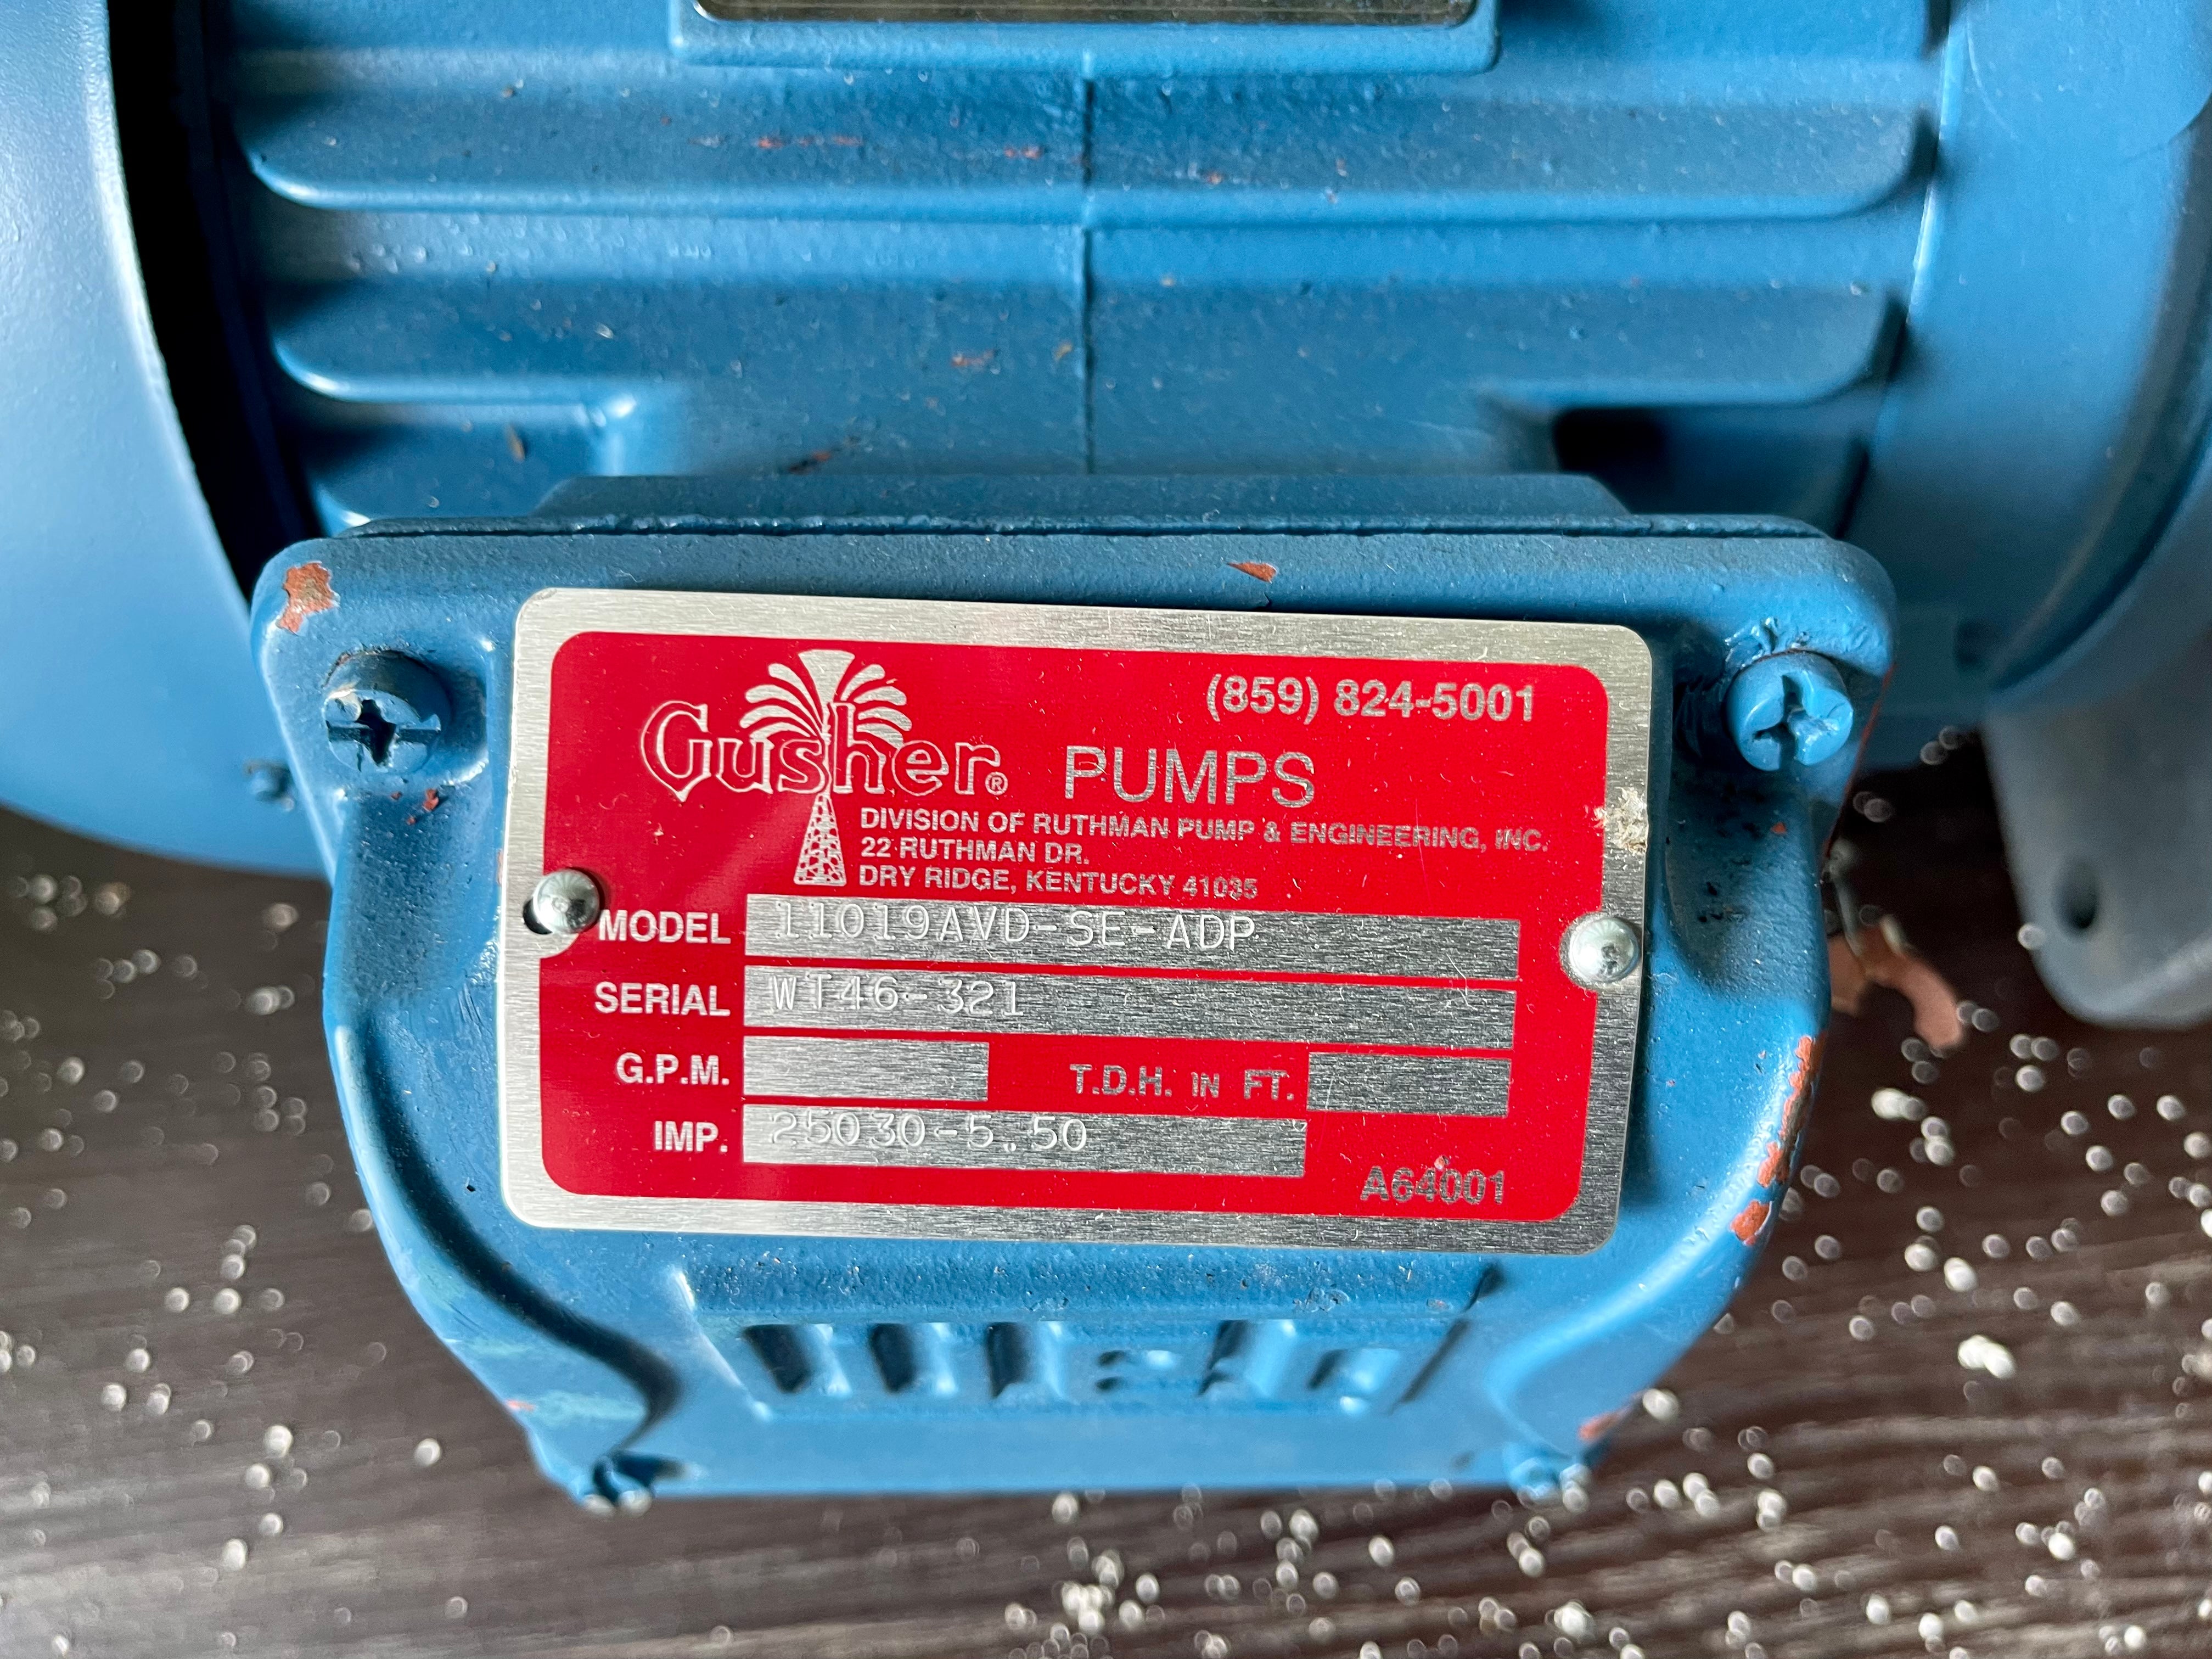 (859) 824-5001
Gusher® PUMPS
DIVISION OF RUTHMAN PUMP & ENGINEERING, INC.
22 RUTHMAN DR.
DRY RIDGE, KENTUCKY 41035
MODEL 11019AVD-SE-ADP
SERIAL WT46-321
G.P.M. T.D.H. IN FT.
IMP. 25030-5.50
A64001